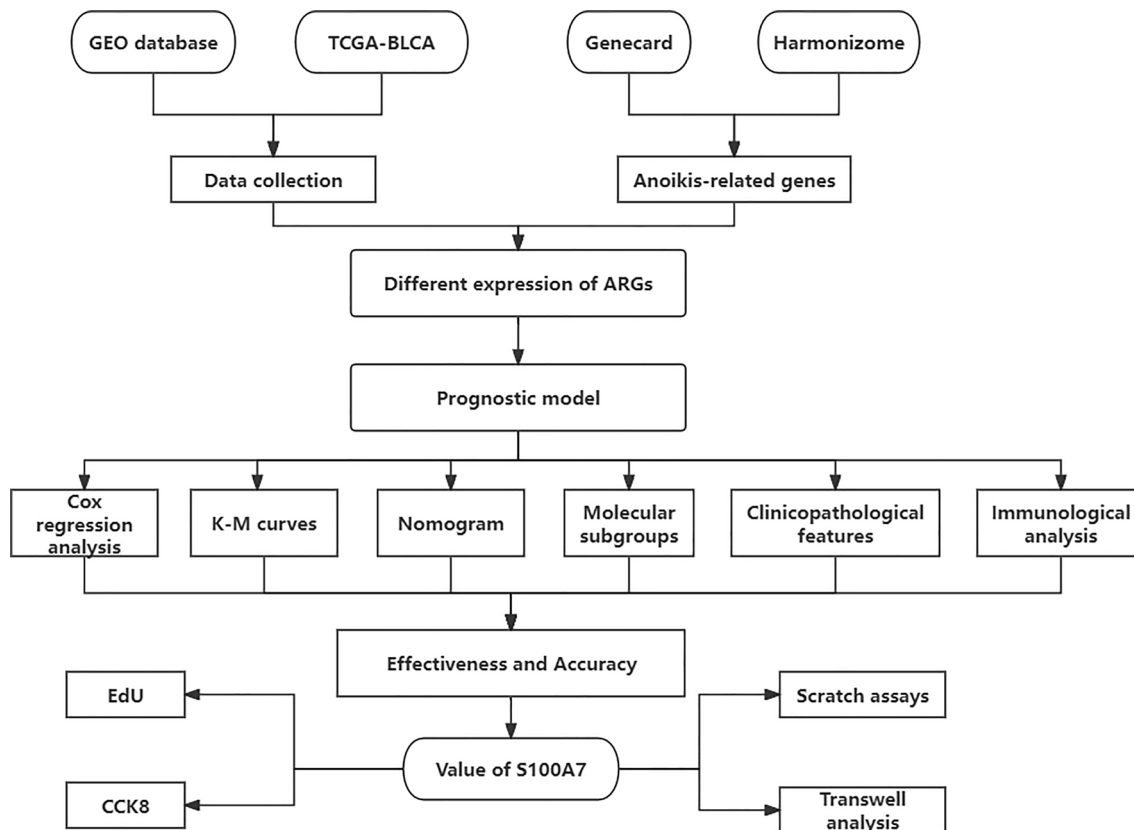 GEO database
TCGA-BLCA
Genecard
Harmonizome
Data collection
Anoikis-related genes
Different expression of ARGs
Prognostic model
Cox
regression
analysis
K-M curves
Nomogram
Molecular
subgroups
Clinicopathological
features
Immunological
analysis
Effectiveness and Accuracy
EdU
Scratch assays
Value of S100A7
CCK8
Transwell
analysis